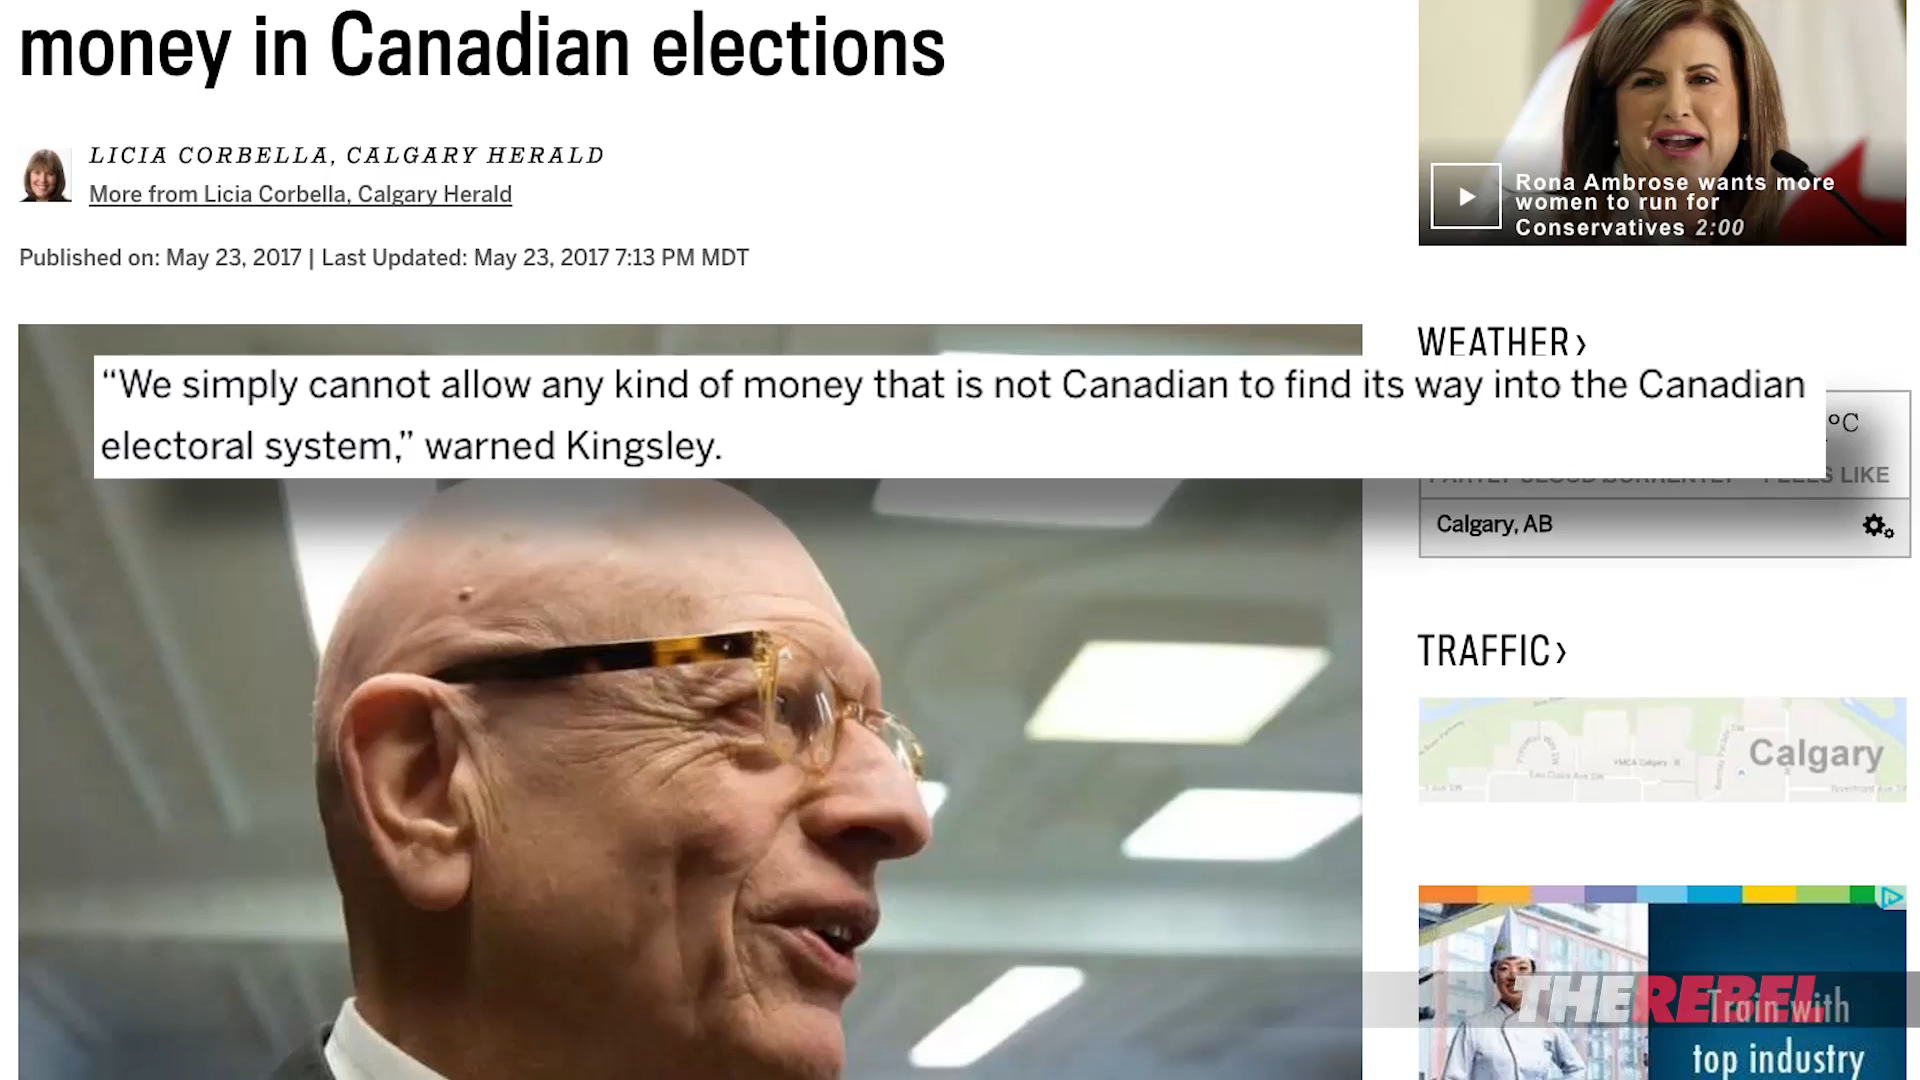 money in Canadian elections
LICIA CORBELLA, CALGARY HERALD
More from Licia Corbella, Calgary Herald
Published on: May 23, 2017 | Last Updated: May 23, 2017 7:13 PM MDT
Rona Ambrose wants more
women to run for
Conservatives 2:00
WEATHER›
“We simply cannot allow any kind of money that is not Canadian to find its way into the Canadian
electoral system,” warned Kingsley.
°C
LIKE
Calgary, AB
TRAFFIC›
Calgary
THE REBEL
Train with
top industry